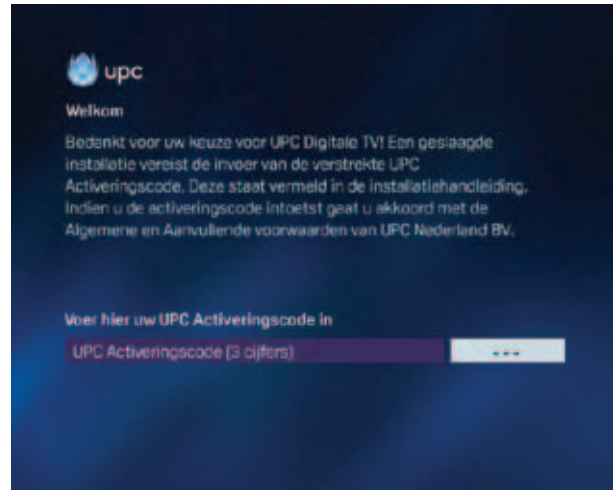 upc
Welkom
Bedankt voor uw keuze voor UPC Digitale TV! Een geslaagde
installatie vereist de invoer van de verstrekte UPC
Activeringscode. Deze staat vermeld in de installatiehandleiding.
Indien u de activeringscode intoetst gaat u akkoord met de
Algemene en Aanvullende voorwaarden van UPC Nederland BV.
Voer hier uw UPC Activeringscode in
UPC Activeringscode (3 cijfers) ---